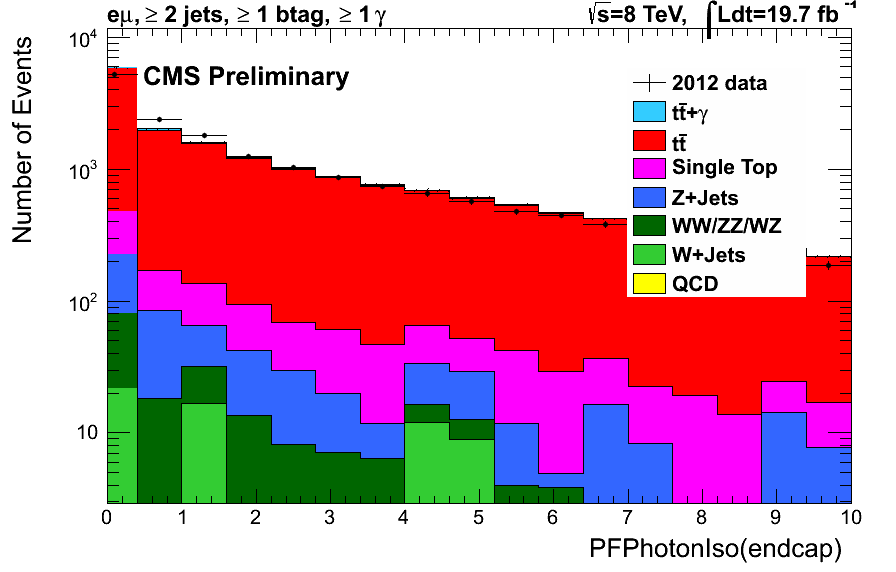 eμ, ≥ 2 jets, ≥ 1 btag, ≥ 1 γ
√s=8 TeV, ∫Ldt=19.7 fb⁻¹
CMS Preliminary
2012 data
tt̄+γ
tt̄
Single Top
Z+Jets
WW/ZZ/WZ
W+Jets
QCD
Number of Events
10⁴
10³
10²
10
0 1 2 3 4 5 6 7 8 9 10
PFPhotonIso(endcap)